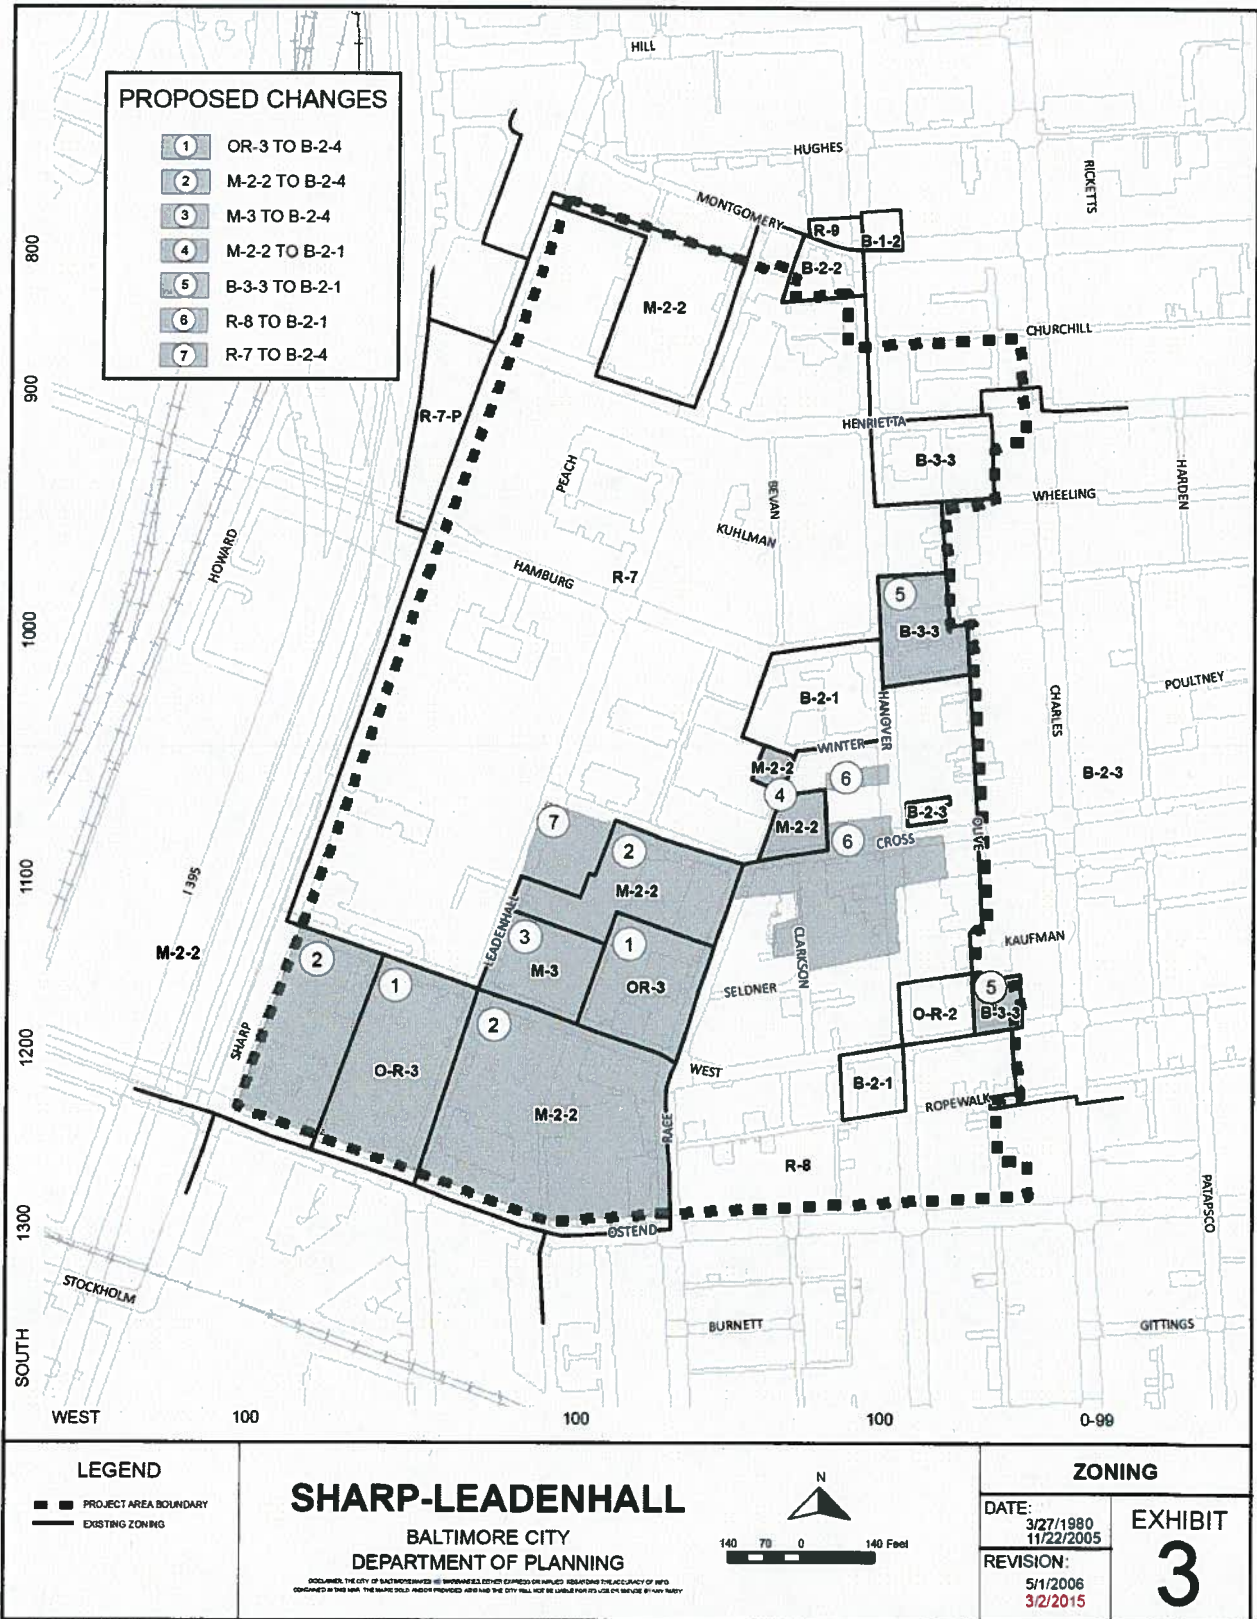 HILL
PROPOSED CHANGES
1 OR-3 TO B-2-4
2 M-2-2 TO B-2-4
3 M-3 TO B-2-4
4 M-2-2 TO B-2-1
5 B-3-3 TO B-2-1
6 R-8 TO B-2-1
7 R-7 TO B-2-4
HUGHES
RICKETTS
MONTGOMERY
R-9
B-1-2
800
B-2-2
M-2-2
CHURCHILL
900
R-7-P
HENRIETTA
B-3-3
PEACH
BEVAN
WHEELING
HARDEN
HOWARD
KUHLMAN
HAMBURG
R-7
5
B-3-3
1000
B-2-1
HANOVER
CHARLES
POULTNEY
WINTER
M-2-2
6
B-2-3
4
7
M-2-2
B-2-3
2
6
CROSS
OLIVE
1100
I 395
M-2-2
LEADENHALL
3
1
M-2-2
2
M-3
CLARKSON
KAUFMAN
1
OR-3
SELDNER
5
2
O-R-2
B-3-3
1200
SHARP
O-R-3
WEST
B-2-1
M-2-2
RACE
ROPEWALK
R-8
1300
OSTEND
PATAPSCO
STOCKHOLM
BURNETT
GITTINGS
SOUTH
WEST 100 100 100 0-99
LEGEND
PROJECT AREA BOUNDARY
EXISTING ZONING
SHARP-LEADENHALL
BALTIMORE CITY
DEPARTMENT OF PLANNING
N
140 70 0 140 Feet
ZONING
DATE:
3/27/1980
11/22/2005
REVISION:
5/1/2006
3/2/2015
EXHIBIT
3